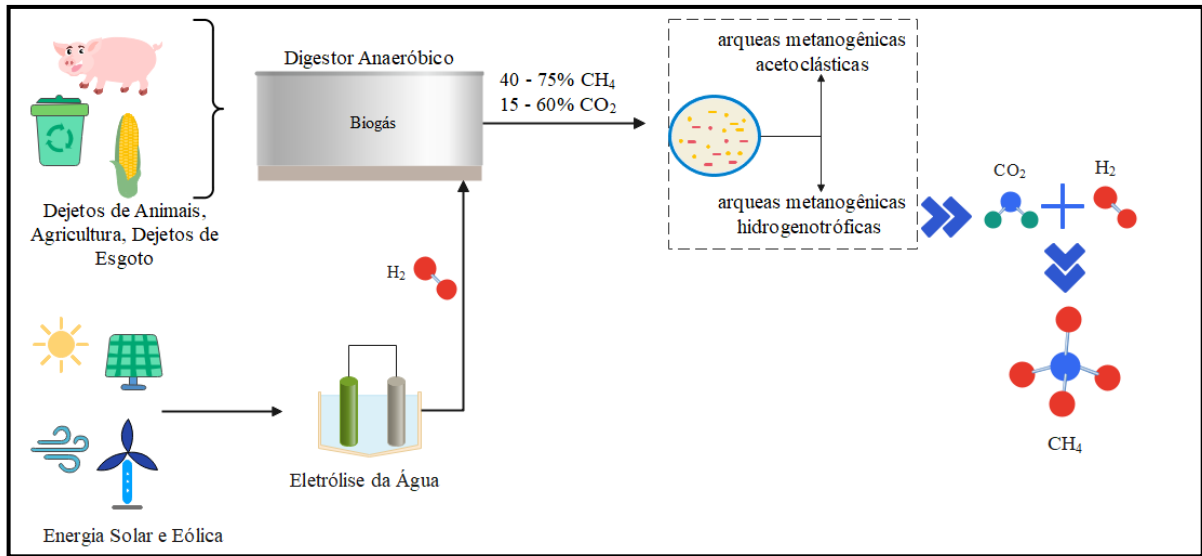 Dejetos de Animais,
Agricultura, Dejetos de
Esgoto
Digestor Anaeróbico
Biogás
40 - 75% CH₄
15 - 60% CO₂
arqueas metanogênicas
acetoclásticas
arqueas metanogênicas
hidrogenotróficas
CO₂
H₂
CH₄
H₂
Eletrólise da Água
Energia Solar e Eólica